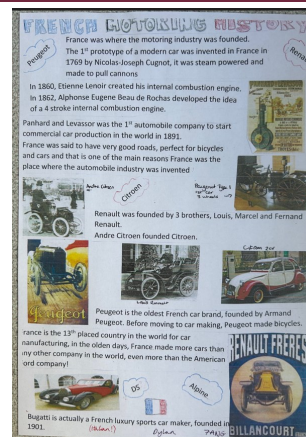 FRENCH MOTORING HISTORY
Peugeot
France was where the motoring industry was founded.
The 1st prototype of a modern car was invented in France in
1769 by Nicolas-Joseph Cugnot, it was steam powered and
made to pull cannons
Rena
In 1860, Etienne Lenoir created his internal combustion engine.
In 1862, Alphonse Eugene Beau de Rochas developed the idea
of a 4 stroke internal combustion engine.
Panhard and Levassor was the 1st automobile company to start
commercial car production in the world in 1891.
France was said to have very good roads, perfect for bicycles
and cars and that is one of the main reasons France was the
place where the automobile industry was invented
Andre Citroen
Citroen
Peugeot Type 1
Renault was founded by 3 brothers, Louis, Marcel and Fernand
Renault.
Andre Citroen founded Citroen.
Peugeot
Peugeot is the oldest French car brand, founded by Armand
Peugeot. Before moving to car making, Peugeot made bicycles.
rance is the 13th placed country in the world for car
manufacturing, in the olden days, France made more cars than
ny other company in the world, even more than the American
ord company!
RENAULT FRERES
BILLANCOURT
DS
Alpine
Bugatti is actually a French luxury sports car maker, founded in
1901.
(Italian!)
Dylan